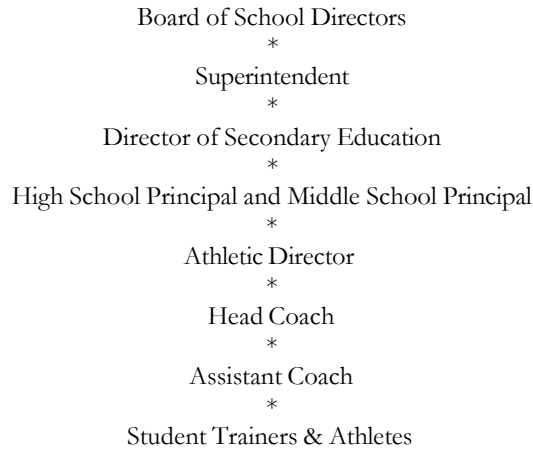 Board of School Directors
*
Superintendent
*
Director of Secondary Education
*
High School Principal and Middle School Principal
*
Athletic Director
*
Head Coach
*
Assistant Coach
*
Student Trainers & Athletes